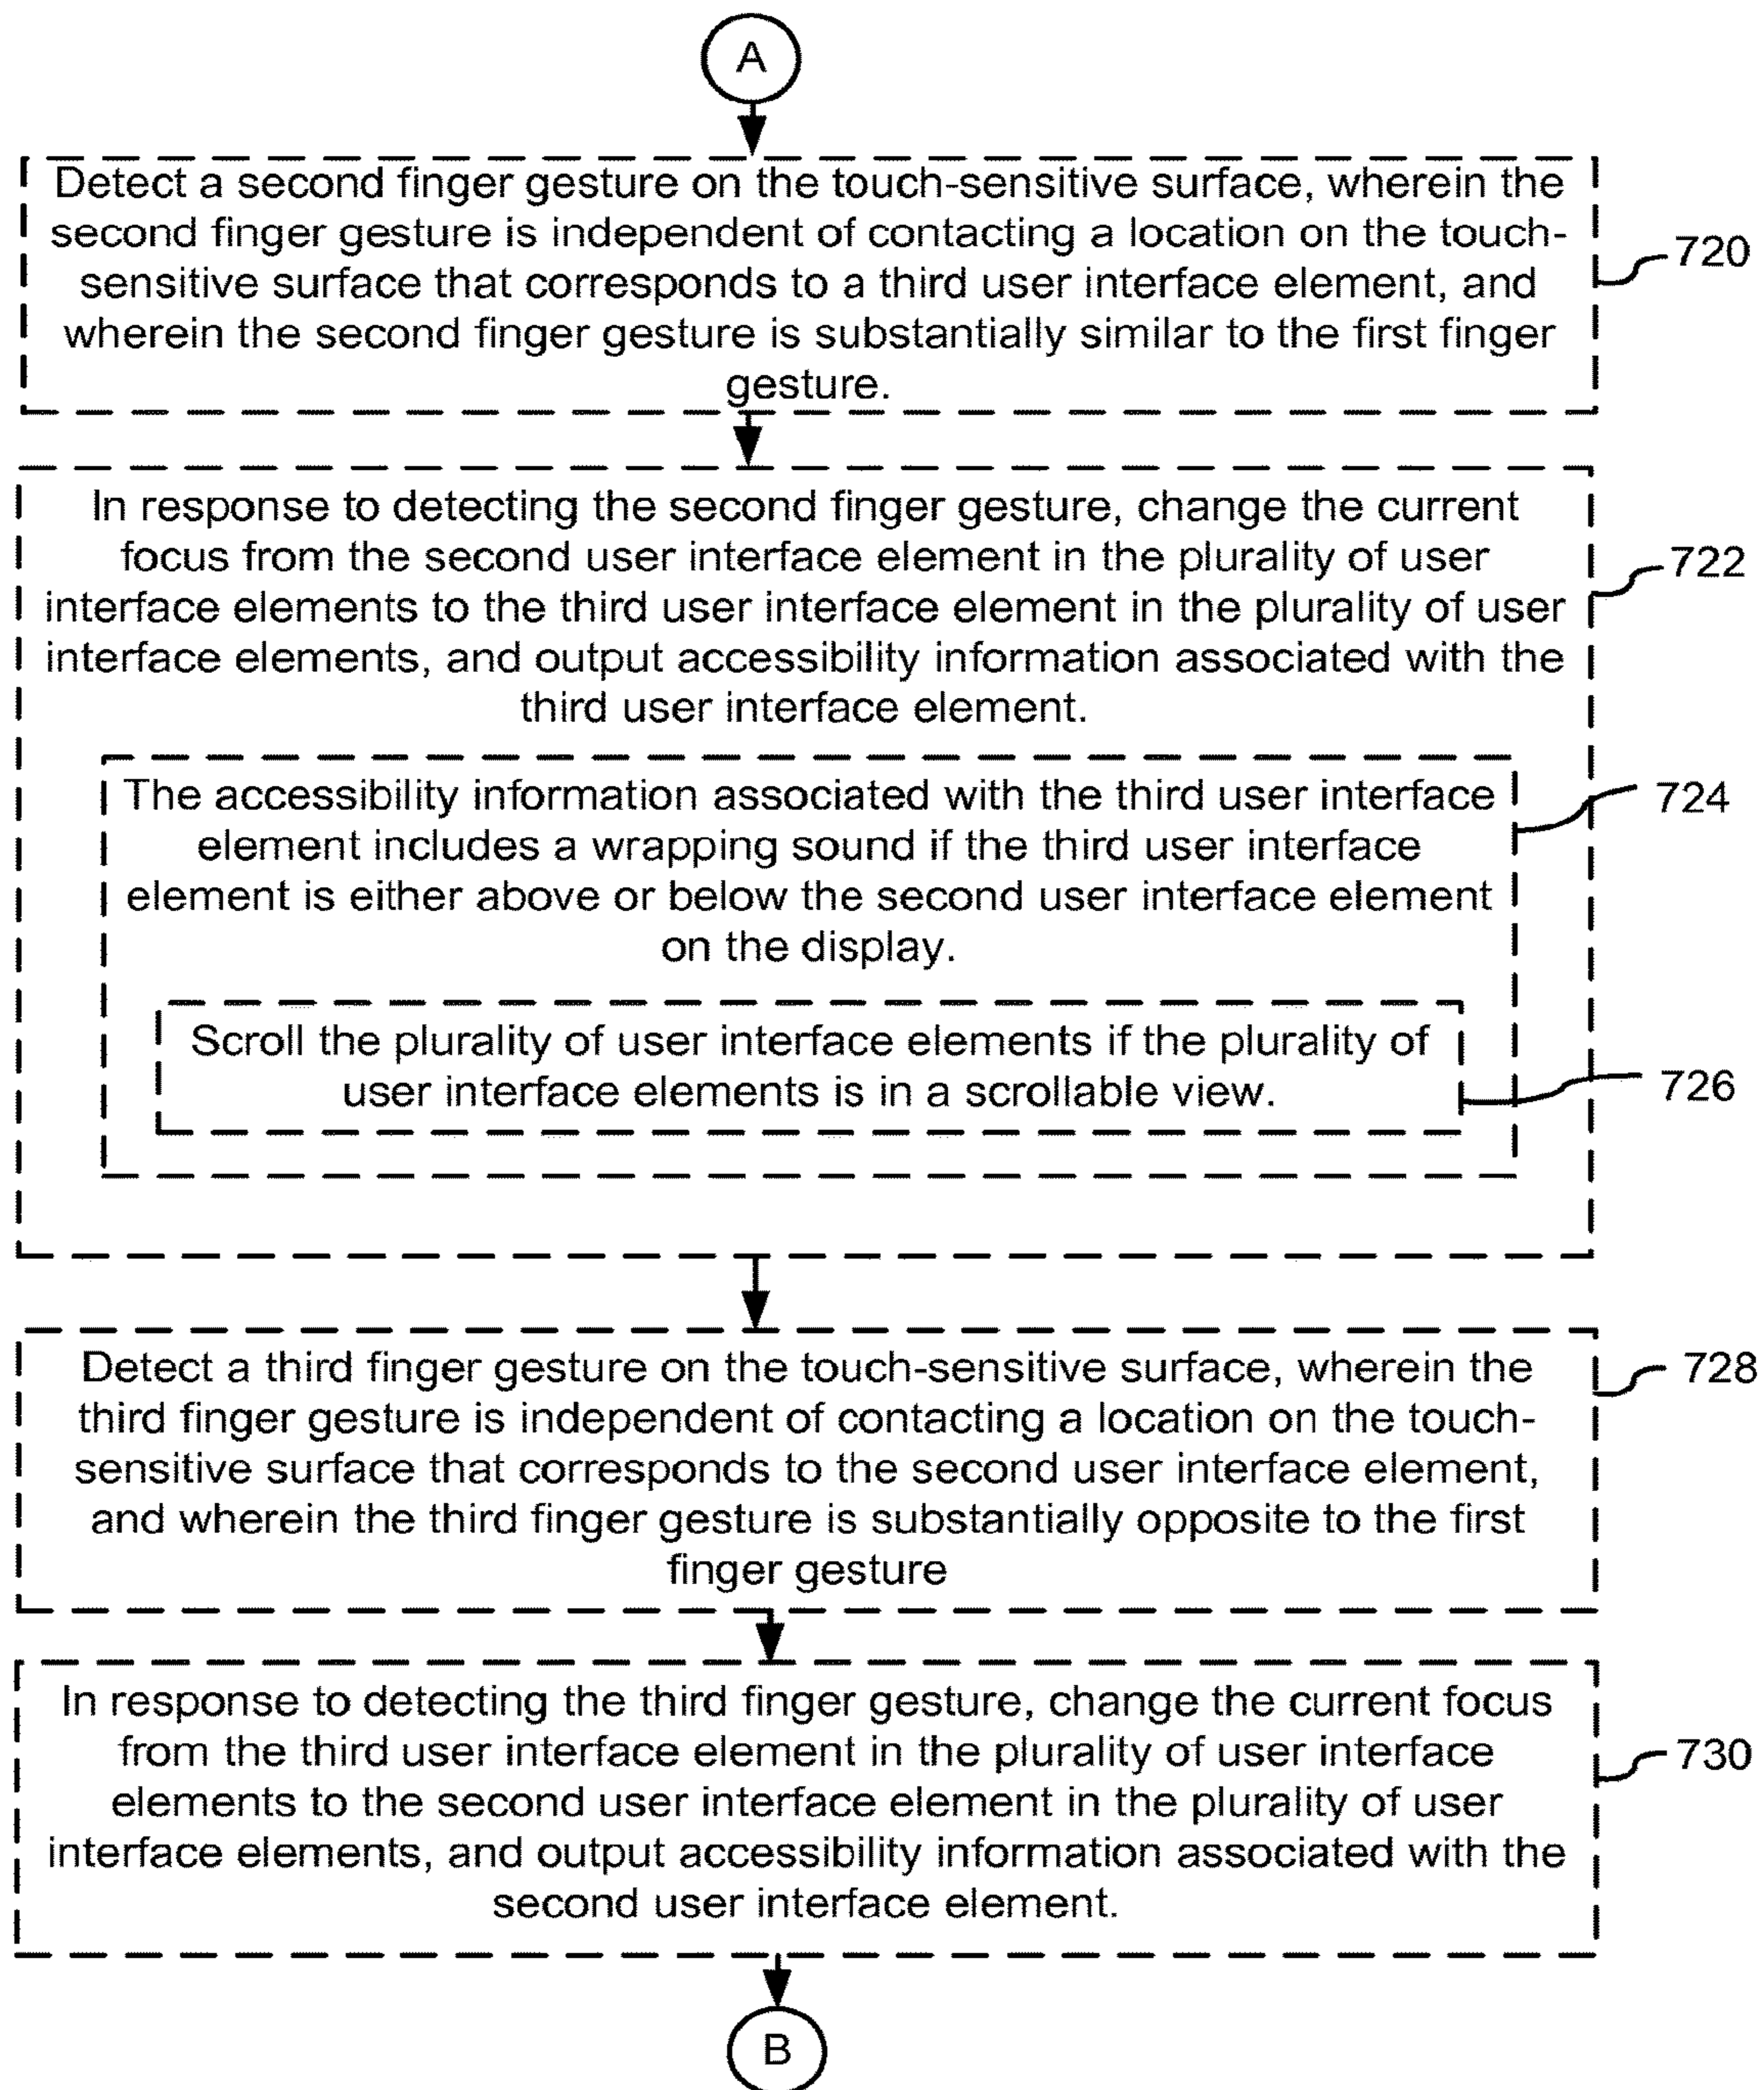 A
Detect a second finger gesture on the touch-sensitive surface, wherein the
second finger gesture is independent of contacting a location on the touch-
sensitive surface that corresponds to a third user interface element, and
wherein the second finger gesture is substantially similar to the first finger
gesture.
720
In response to detecting the second finger gesture, change the current
focus from the second user interface element in the plurality of user
interface elements to the third user interface element in the plurality of user
interface elements, and output accessibility information associated with the
third user interface element.
722
The accessibility information associated with the third user interface
element includes a wrapping sound if the third user interface
element is either above or below the second user interface element
on the display.
724
Scroll the plurality of user interface elements if the plurality of
user interface elements is in a scrollable view.
726
Detect a third finger gesture on the touch-sensitive surface, wherein the
third finger gesture is independent of contacting a location on the touch-
sensitive surface that corresponds to the second user interface element,
and wherein the third finger gesture is substantially opposite to the first
finger gesture
728
In response to detecting the third finger gesture, change the current focus
from the third user interface element in the plurality of user interface
elements to the second user interface element in the plurality of user
interface elements, and output accessibility information associated with the
second user interface element.
730
B